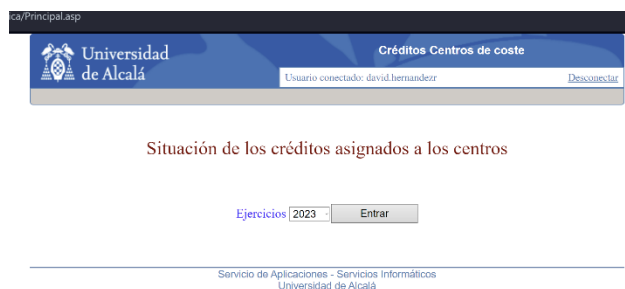 ica/Principal.asp
Universidad
de Alcalá
Créditos Centros de coste
Usuario conectado: david.hernandezr
Desconectar
Situación de los créditos asignados a los centros
Ejercicios 2023 Entrar
Servicio de Aplicaciones - Servicios Informáticos
Universidad de Alcalá